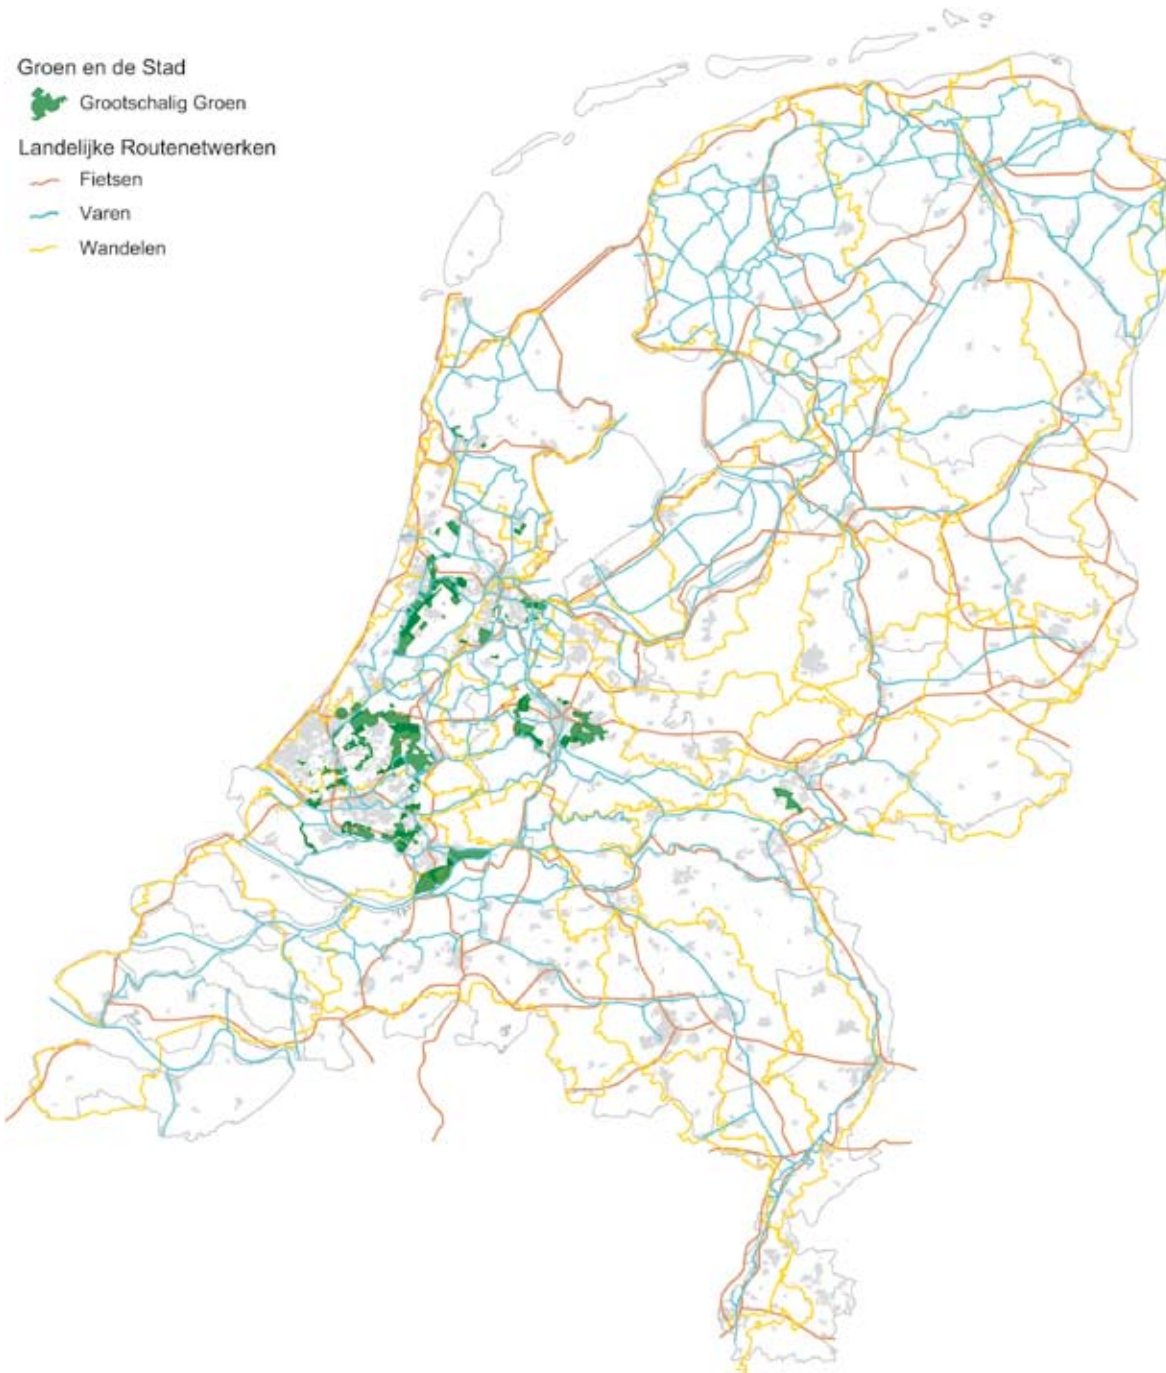 Groen en de Stad
Grootschalig Groen
Landelijke Routenetwerken
Fietsen
Varen
Wandelen